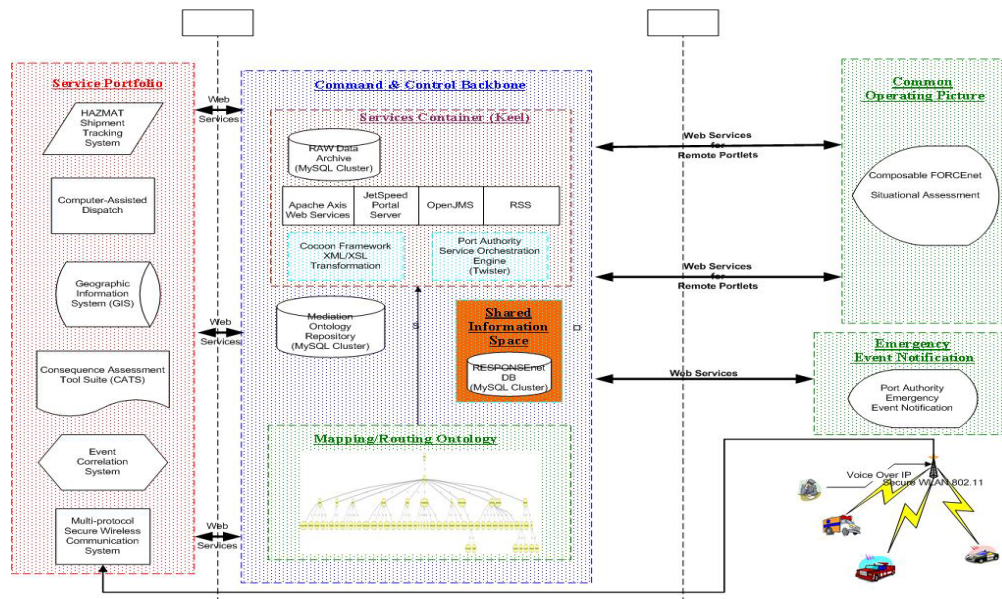 Service Portfolio
HAZMAT
Shipment
Tracking
System
Computer-Assisted
Dispatch
Geographic
Information
System (GIS)
Consequence Assessment
Tool Suite (CATS)
Event
Correlation
System
Multi-protocol
Secure Wireless
Communication
System
Web
Services
Web
Services
Web
Services
Command & Control Backbone
Services Container (Keel)
RAW Data
Archive
(MySQL Cluster)
Apache Axis
Web Services
JetSpeed
Portal
Server
OpenJMS
RSS
Cocoon Framework
XML/XSL
Transformation
Port Authority
Service Orchestration
Engine
(Twister)
Mediation
Ontology
Repository
(MySQL Cluster)
S
Shared
Information
Space
RESPONSEnet
DB
(MySQL Cluster)
Mapping/Routing Ontology
Web Services
for
Remote Portlets
Web Services
for
Remote Portlets
Web Services
Common
Operating Picture
Composable FORCEnet
Situational Assessment
Emergency
Event Notification
Port Authority
Emergency
Event Notification
Voice Over IP
Secure WLAN 802.11